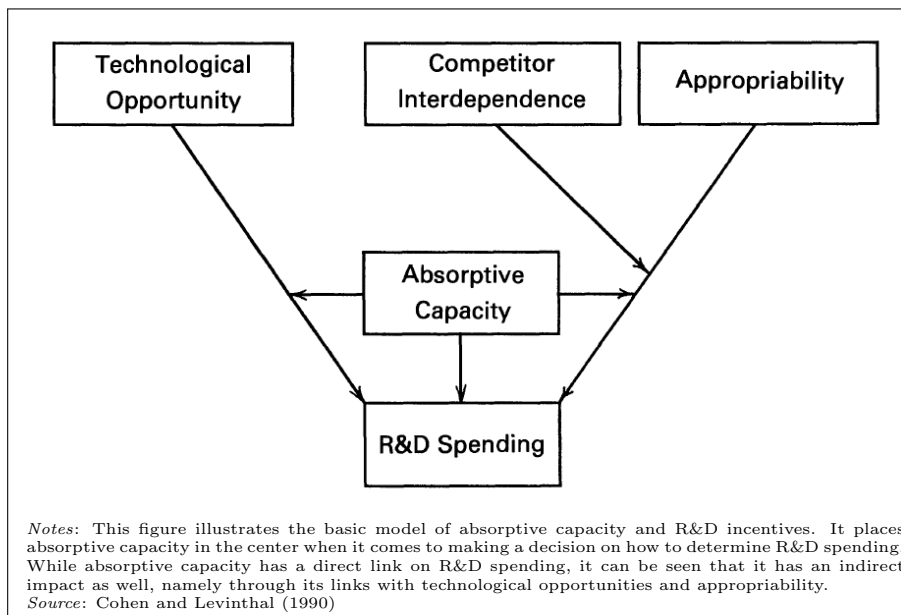 Technological
Opportunity
Competitor
Interdependence
Appropriability
Absorptive
Capacity
R&D Spending
Notes: This figure illustrates the basic model of absorptive capacity and R&D incentives. It places
absorptive capacity in the center when it comes to making a decision on how to determine R&D spending
While absorptive capacity has a direct link on R&D spending, it can be seen that it has an indirect
impact as well, namely through its links with technological opportunities and appropriability.
Source: Cohen and Levinthal (1990)